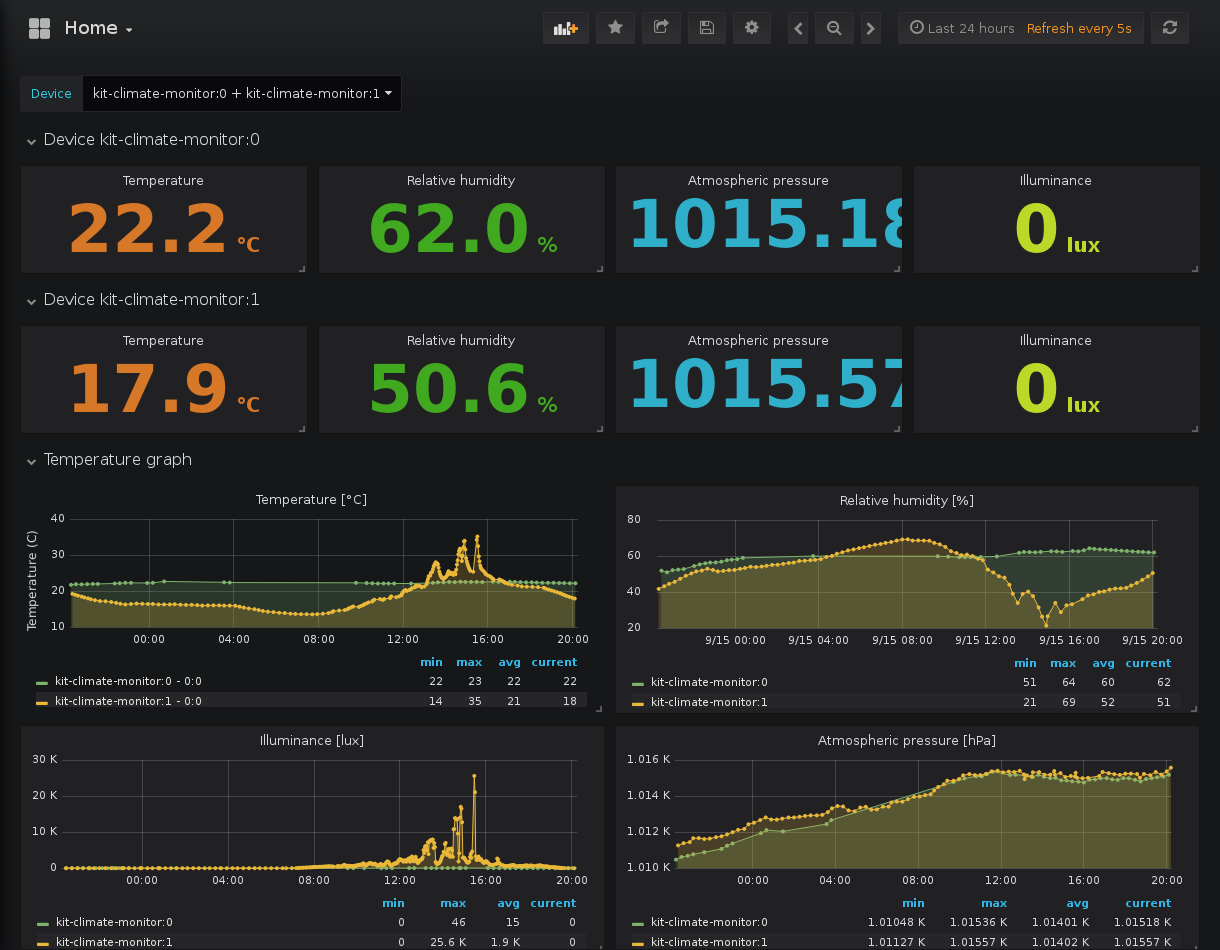 Home
Last 24 hours Refresh every 5s
Device kit-climate-monitor:0 + kit-climate-monitor:1
Device kit-climate-monitor:0
Temperature Relative humidity Atmospheric pressure Illuminance
22.2 °C 62.0 % 1015.18 0 lux
Device kit-climate-monitor:1
Temperature Relative humidity Atmospheric pressure Illuminance
17.9 °C 50.6 % 1015.57 0 lux
Temperature graph
Temperature [°C]
Temperature (C)
40
30
20
10
00:00 04:00 08:00 12:00 16:00 20:00
min max avg current
kit-climate-monitor:0 - 0:0 22 23 22 22
kit-climate-monitor:1 - 0:0 14 35 21 18
Relative humidity [%]
80
60
40
20
9/15 00:00 9/15 04:00 9/15 08:00 9/15 12:00 9/15 16:00 9/15 20:00
min max avg current
kit-climate-monitor:0 51 64 60 62
kit-climate-monitor:1 21 69 52 51
Illuminance [lux]
30 K
20 K
10 K
0
00:00 04:00 08:00 12:00 16:00 20:00
min max avg current
kit-climate-monitor:0 0 46 15 0
kit-climate-monitor:1 0 25.6 K 1.9 K 0
Atmospheric pressure [hPa]
1.016 K
1.014 K
1.012 K
1.010 K
00:00 04:00 08:00 12:00 16:00 20:00
min max avg current
kit-climate-monitor:0 1.01048 K 1.01536 K 1.01401 K 1.01518 K
kit-climate-monitor:1 1.01127 K 1.01557 K 1.01402 K 1.01557 K